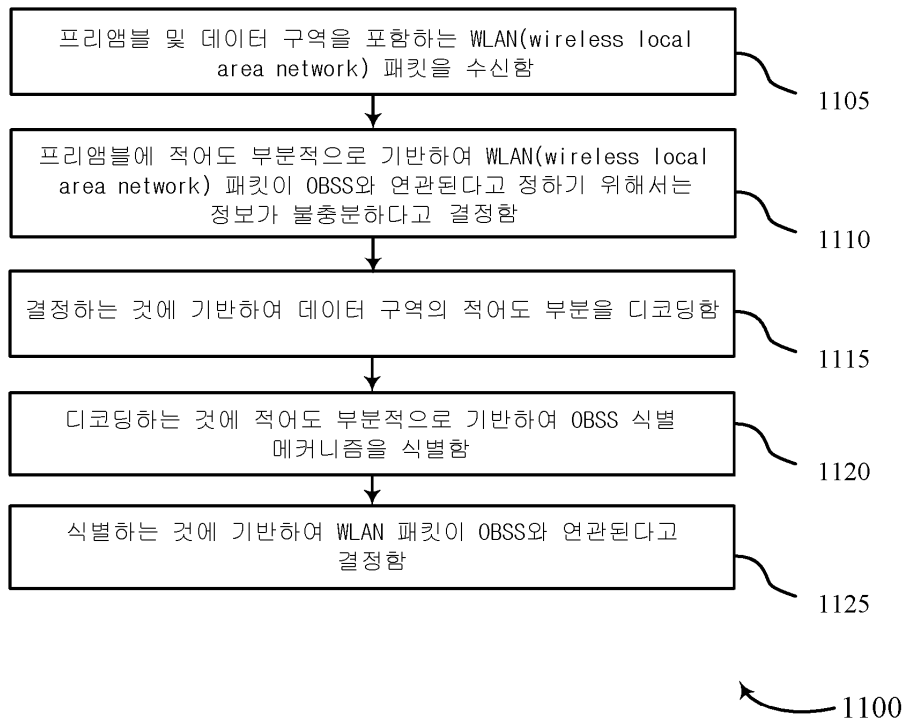 프리앰블 및 데이터 구역을 포함하는 WLAN(wireless local
area network) 패킷을 수신함
1105
프리앰블에 적어도 부분적으로 기반하여 WLAN(wireless local
area network) 패킷이 OBSS와 연관된다고 정하기 위해서는
정보가 불충분하다고 결정함
1110
결정하는 것에 기반하여 데이터 구역의 적어도 부분을 디코딩함
1115
디코딩하는 것에 적어도 부분적으로 기반하여 OBSS 식별
메커니즘을 식별함
1120
식별하는 것에 기반하여 WLAN 패킷이 OBSS와 연관된다고
결정함
1125
1100